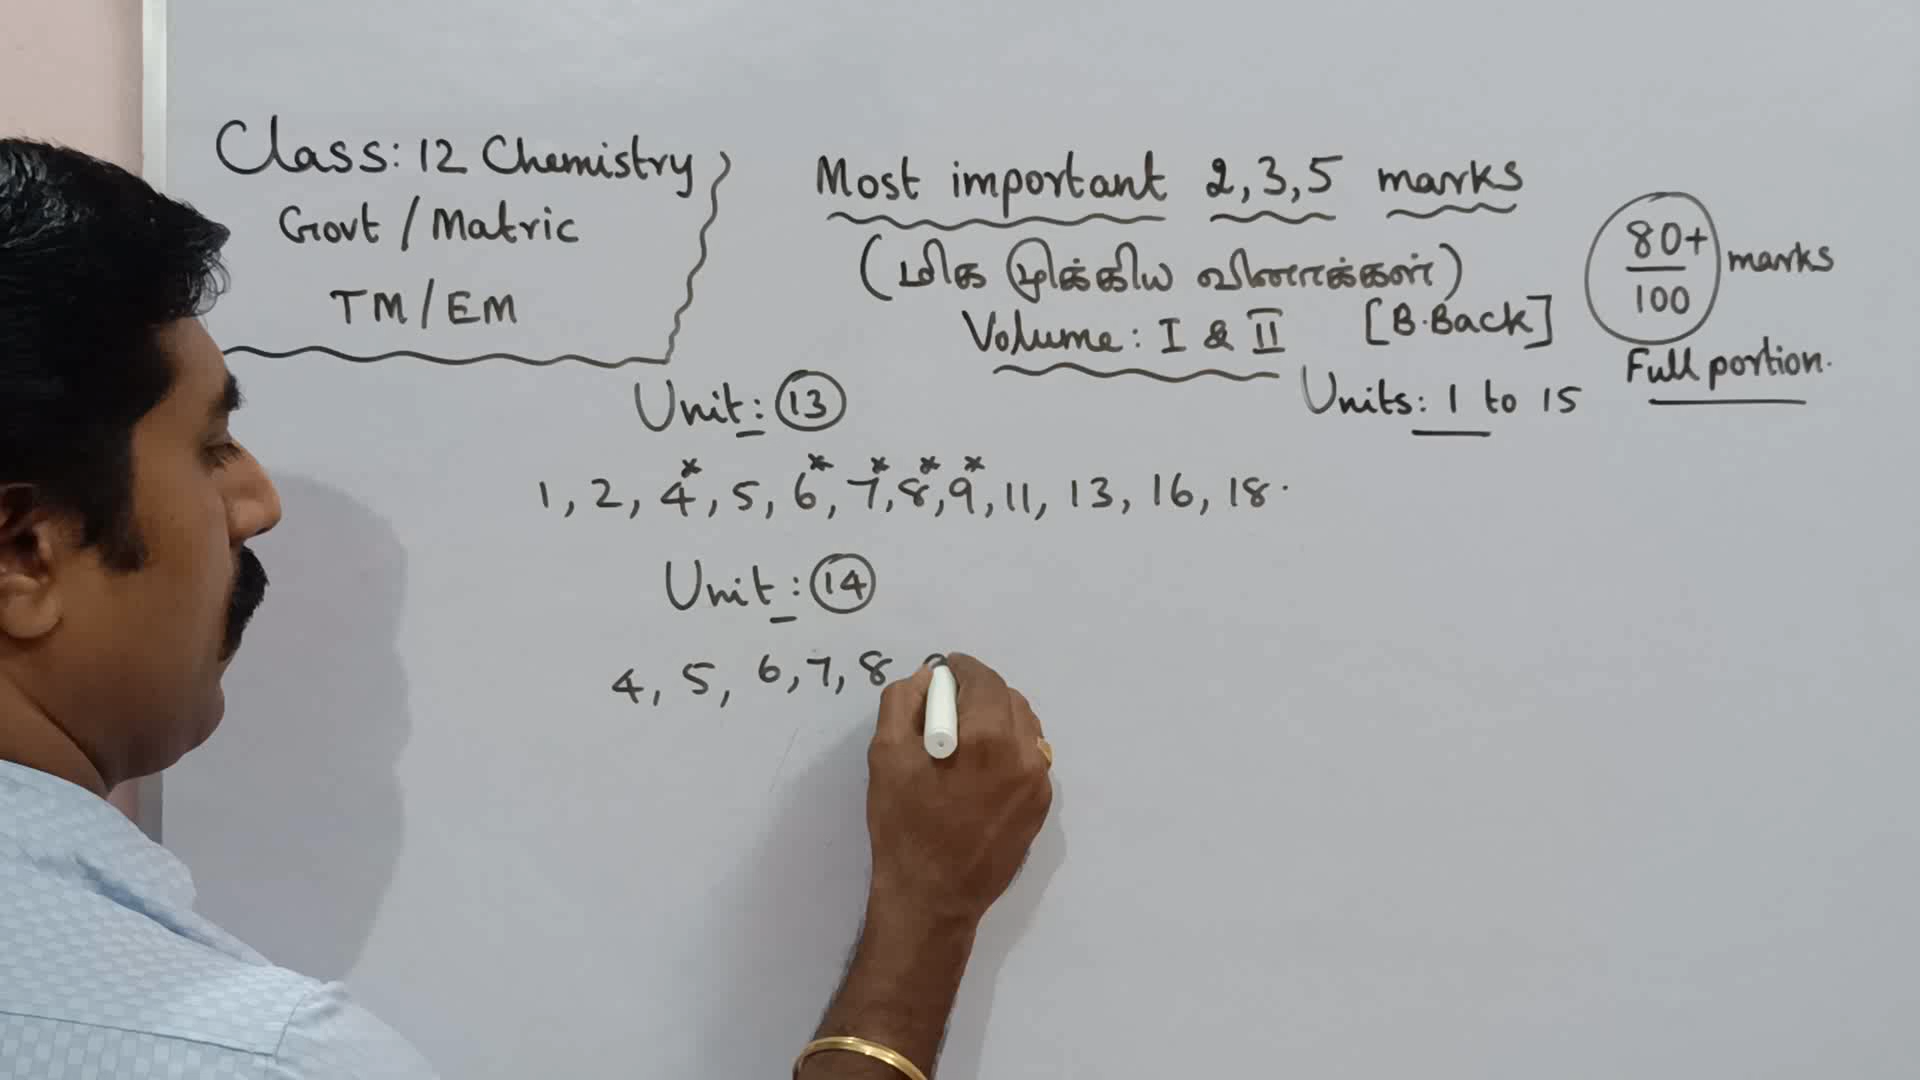 Class: 12 Chemistry
Govt / Matric
TM / EM
Most important 2,3,5 marks
(மிக முக்கிய வினாக்கள்)
Volume: I & II [B.Back]
Units: 1 to 15
80+
100
marks
Full portion.
Unit: 13
1, 2, 4*, 5, 6*, 7*, 8*, 9*, 11, 13, 16, 18.
Unit: 14
4, 5, 6, 7, 8